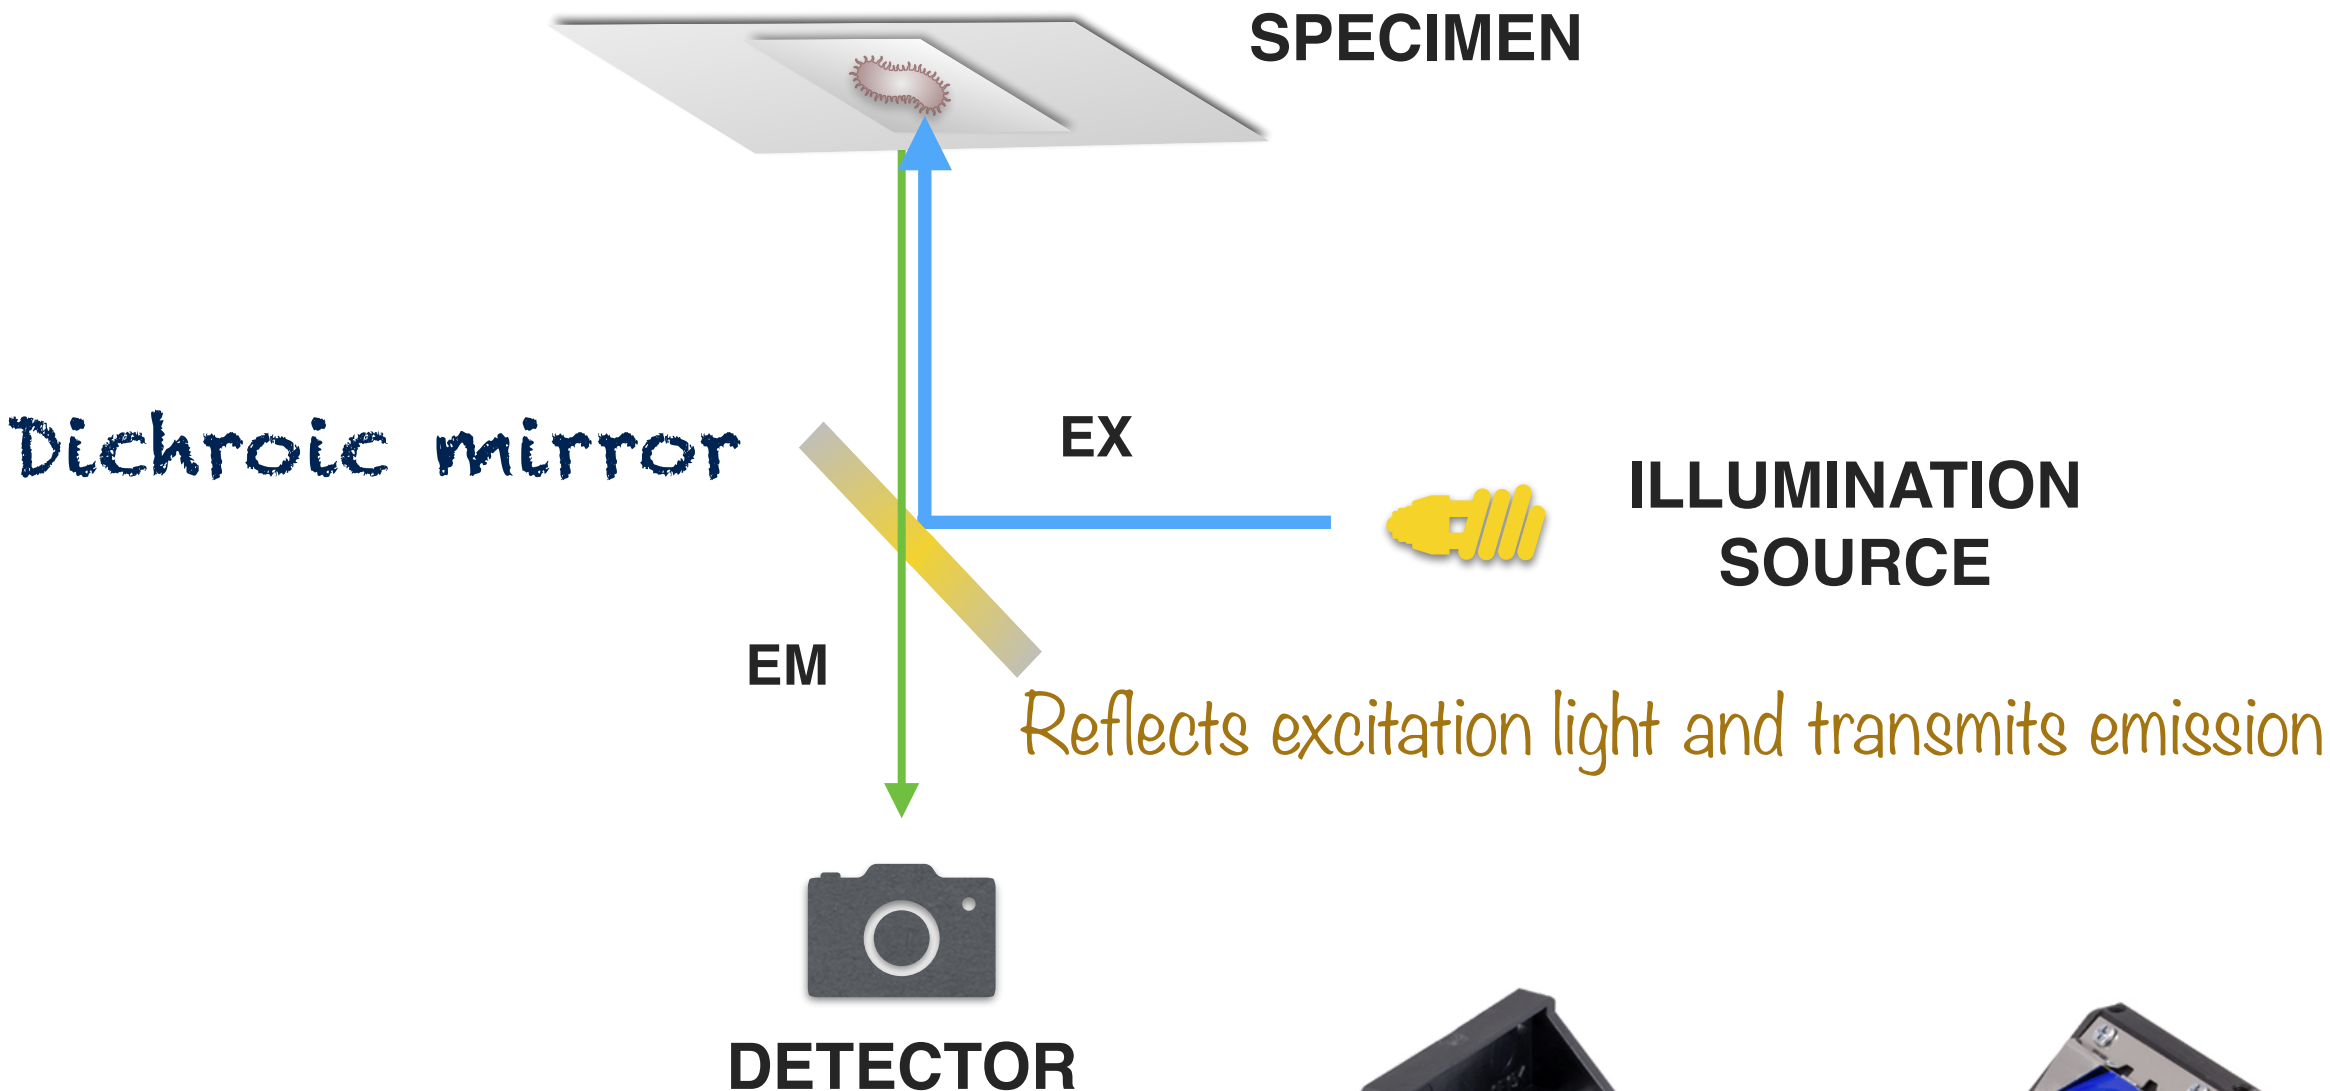 SPECIMEN
Dichroic mirror
EX
ILLUMINATION
SOURCE
EM
Reflects excitation light and transmits emission
DETECTOR